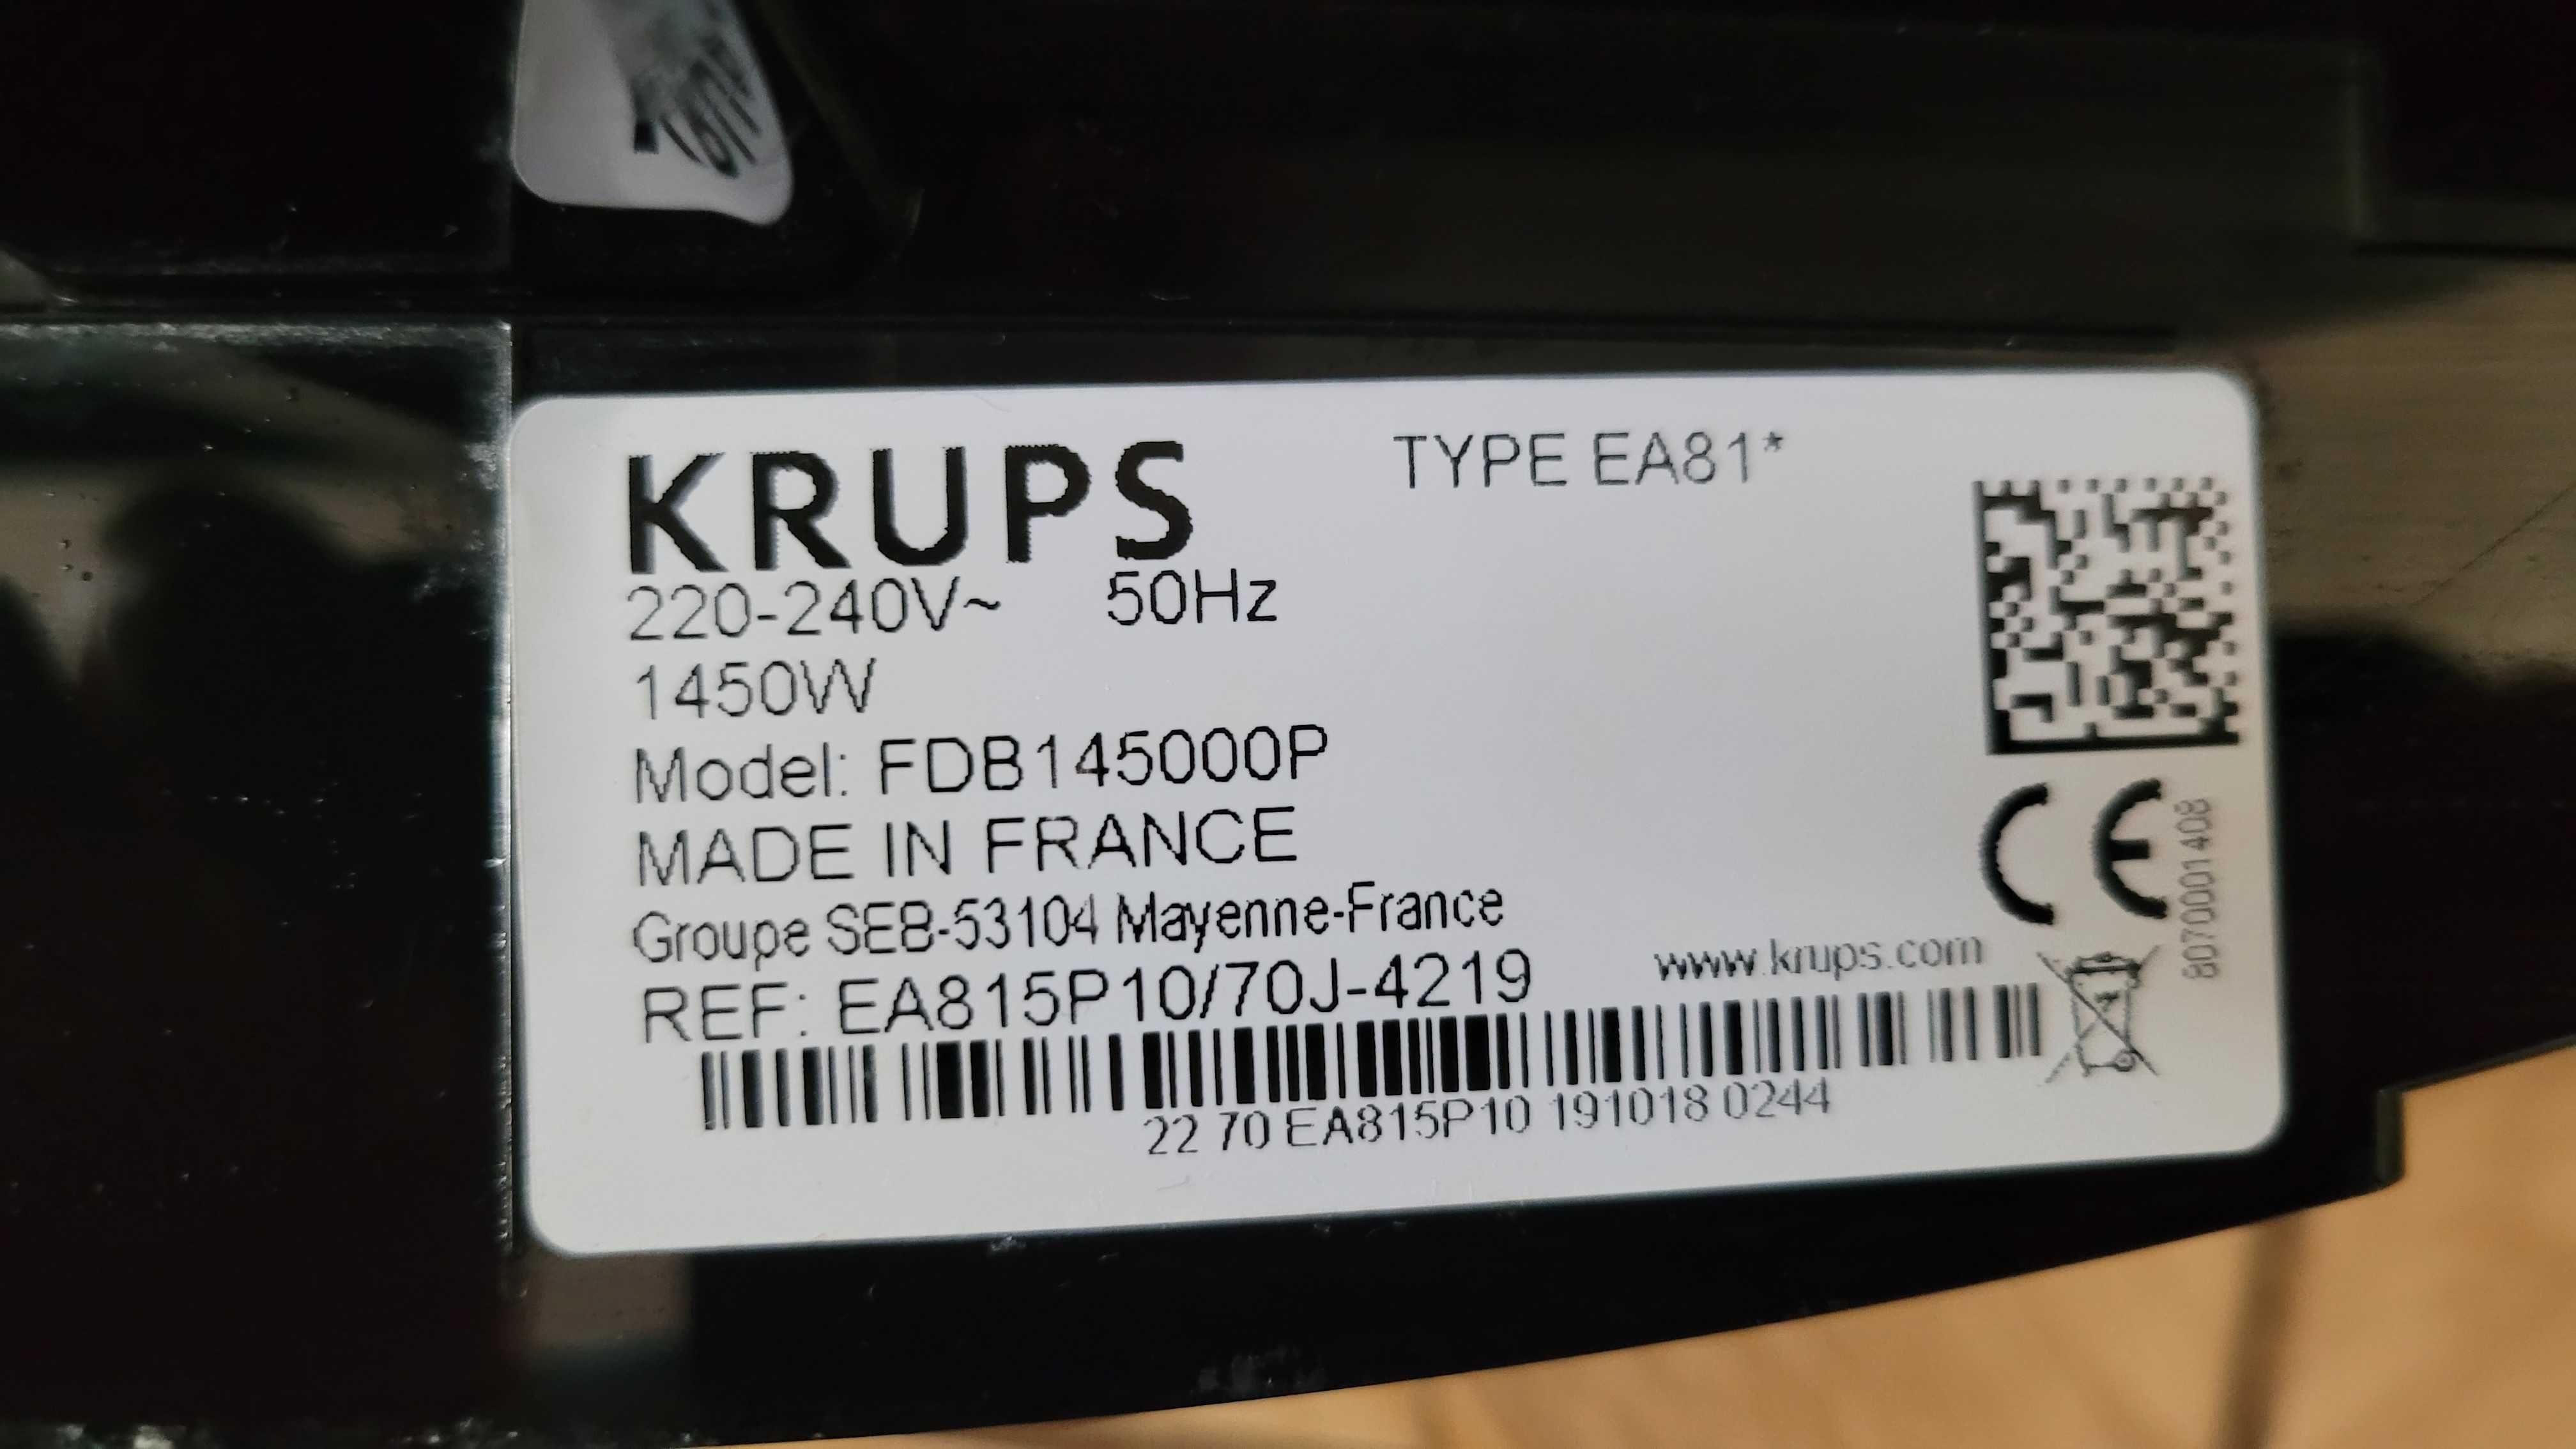 KRUPS TYPE EA81*
220-240V~ 50Hz
1450W
Model: FDB145000P
MADE IN FRANCE
Groupe SEB-53104 Mayenne-France
www.krups.com
REF: EA815P10/70J-4219
22 70 EA815P10 191018 0244
CE
8070001408